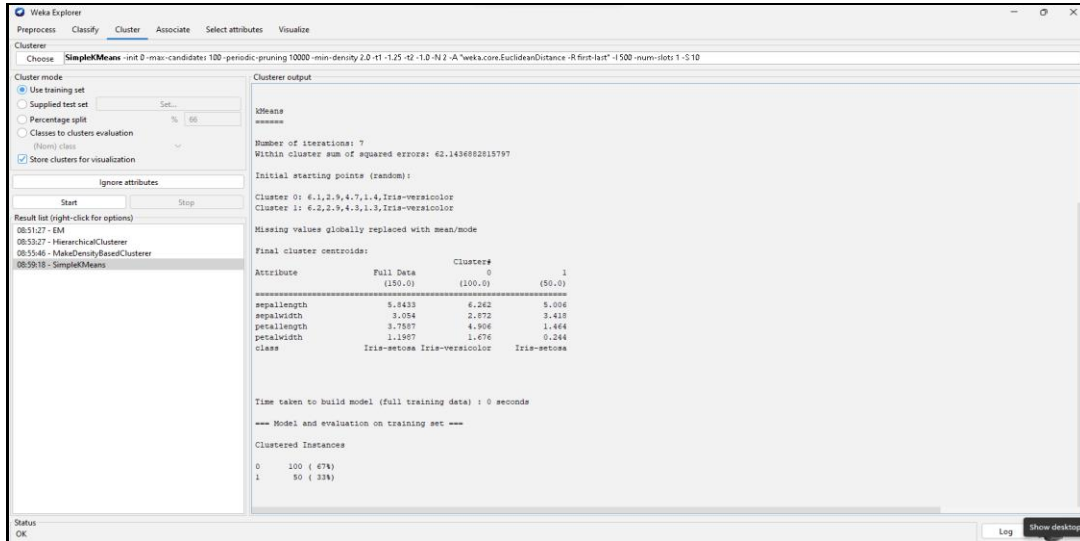 Weka Explorer
Preprocess Classify Cluster Associate Select attributes Visualize
Clusterer
Choose SimpleKMeans -init 0 -max-candidates 100 -periodic-pruning 10000 -min-density 2.0 -t1 -1.25 -t2 -1.0 -N 2 -A "weka.core.EuclideanDistance -R first-last" -I 500 -num-slots 1 -S 10
Cluster mode
Use training set
Supplied test set Set...
Percentage split % 66
Classes to clusters evaluation
(Nom) class
Store clusters for visualization
Ignore attributes
Start Stop
Result list (right-click for options)
08:51:27 - EM
08:53:27 - HierarchicalClusterer
08:55:46 - MakeDensityBasedClusterer
08:59:18 - SimpleKMeans
Clusterer output
kMeans
======
Number of iterations: 7
Within cluster sum of squared errors: 62.1436882815797
Initial starting points (random):
Cluster 0: 6.1,2.9,4.7,1.4,Iris-versicolor
Cluster 1: 6.2,2.9,4.3,1.3,Iris-versicolor
Missing values globally replaced with mean/mode
Final cluster centroids:
Cluster#
Attribute Full Data 0 1
(150.0) (100.0) (50.0)
==================================================================
sepallength 5.8433 6.262 5.006
sepalwidth 3.054 2.872 3.418
petallength 3.7587 4.906 1.464
petalwidth 1.1987 1.676 0.244
class Iris-setosa Iris-versicolor Iris-setosa
Time taken to build model (full training data) : 0 seconds
=== Model and evaluation on training set ===
Clustered Instances
0 100 ( 67%)
1 50 ( 33%)
Status
OK
Log
Show desktop